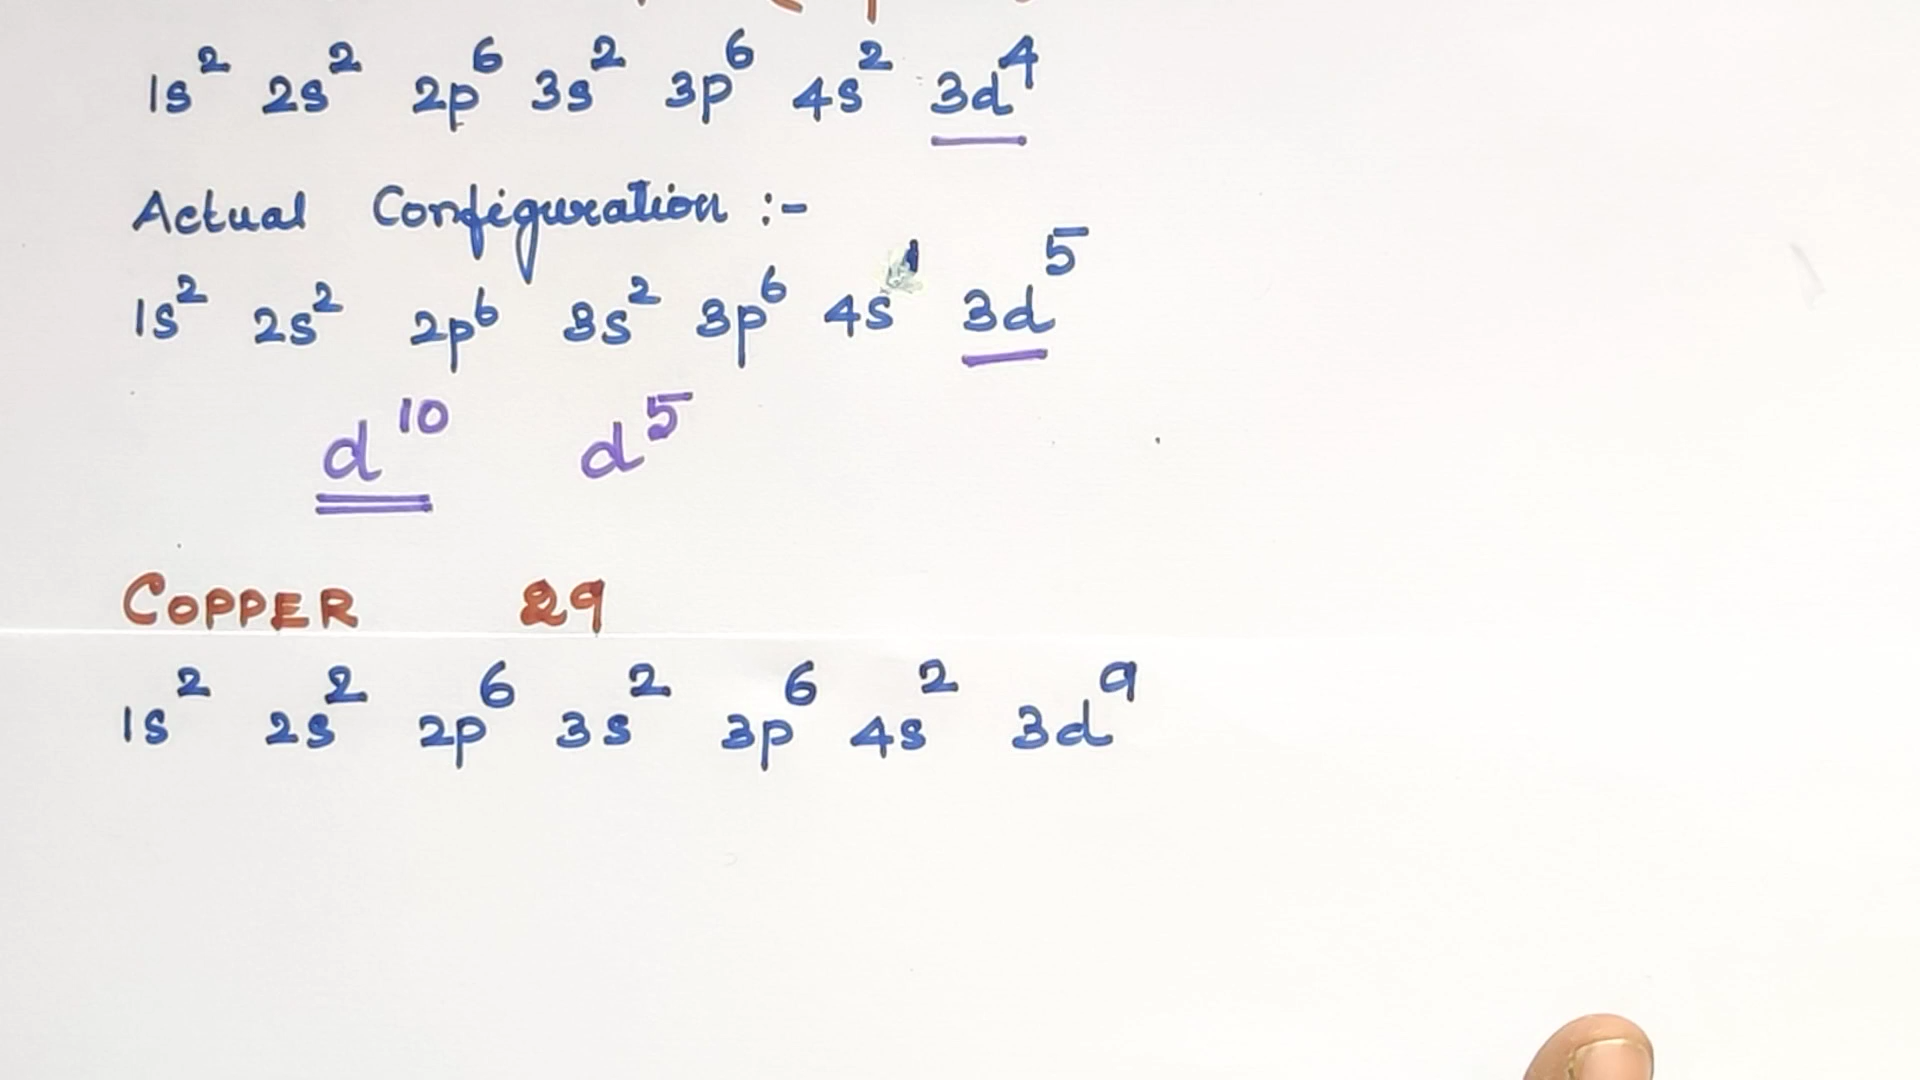 1s² 2s² 2p⁶ 3s² 3p⁶ 4s² 3d⁴
Actual Configuration :-
1s² 2s² 2p⁶ 3s² 3p⁶ 4s¹ 3d⁵
d¹⁰ d⁵
COPPER 29
1s² 2s² 2p⁶ 3s² 3p⁶ 4s² 3d⁹